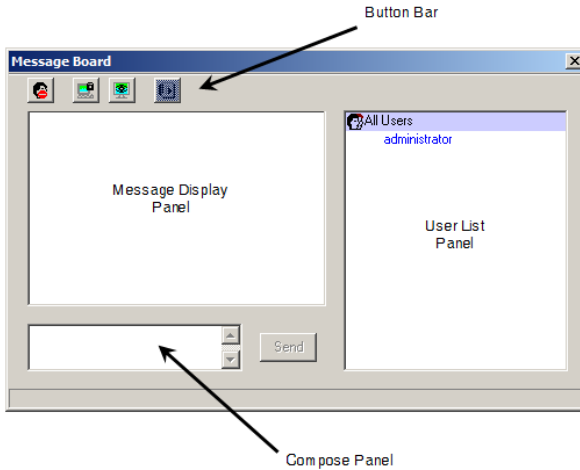 Button Bar
Message Board
All Users
administrator
Message Display
Panel
User List
Panel
Send
Compose Panel